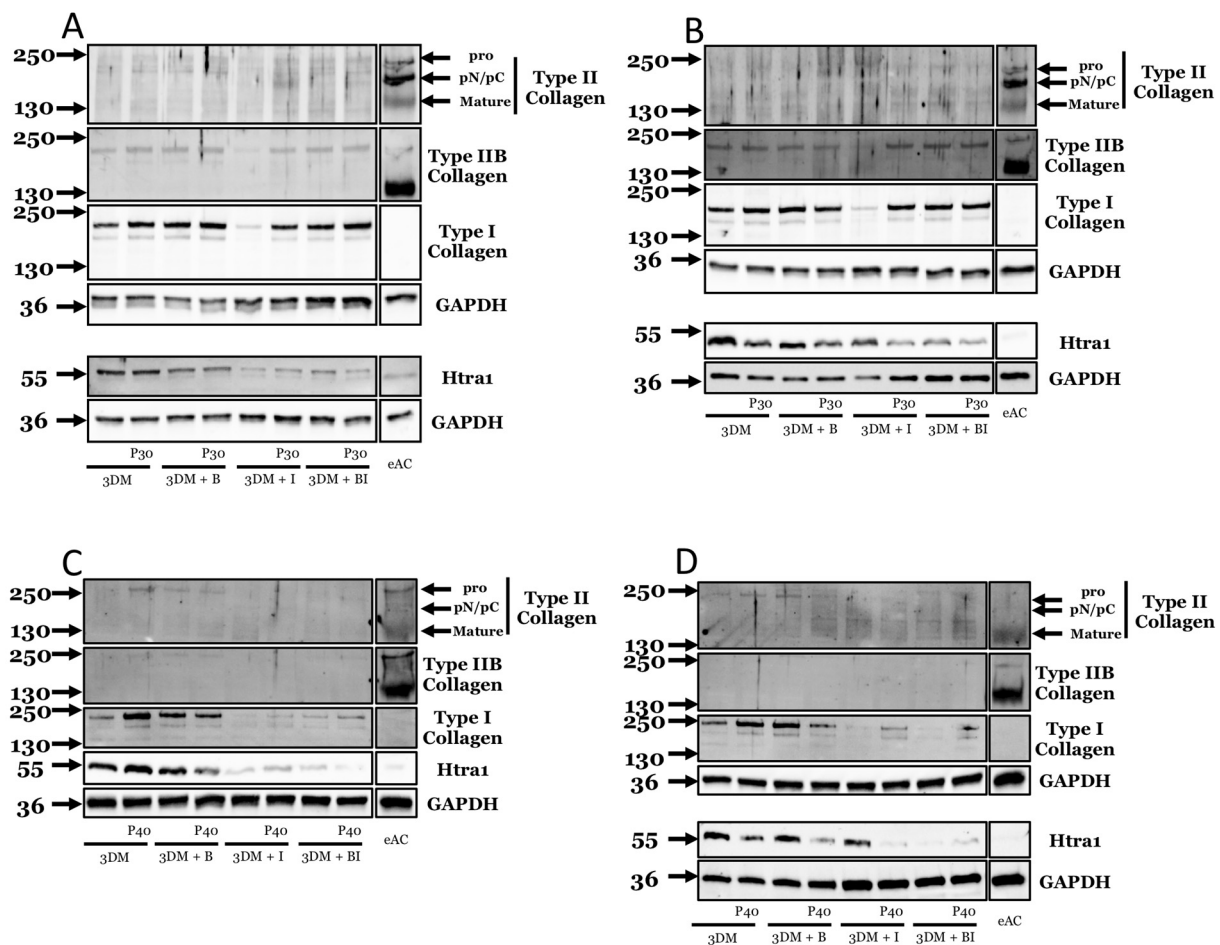 A
250
130
pro
pN/pC
Mature
Type II
Collagen
250
130
Type IIB
Collagen
250
130
Type I
Collagen
36
GAPDH
55
Htra1
36
GAPDH
P30 P30 P30 P30
3DM 3DM + B 3DM + I 3DM + BI eAC
B
250
130
pro
pN/pC
Mature
Type II
Collagen
250
130
Type IIB
Collagen
250
130
Type I
Collagen
36
GAPDH
55
Htra1
36
GAPDH
P30 P30 P30 P30
3DM 3DM + B 3DM + I 3DM + BI eAC
C
250
130
pro
pN/pC
Mature
Type II
Collagen
250
130
Type IIB
Collagen
250
130
Type I
Collagen
55
Htra1
36
GAPDH
P40 P40 P40 P40
3DM 3DM + B 3DM + I 3DM + BI eAC
D
250
130
pro
pN/pC
Mature
Type II
Collagen
250
130
Type IIB
Collagen
250
130
Type I
Collagen
36
GAPDH
55
Htra1
36
GAPDH
P40 P40 P40 P40
3DM 3DM + B 3DM + I 3DM + BI eAC